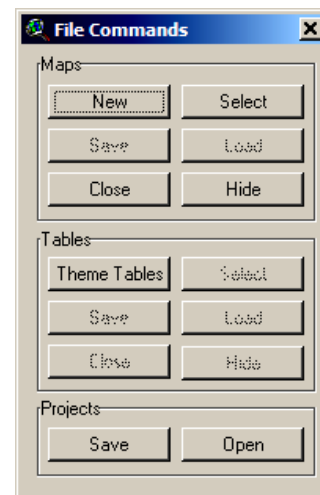 File Commands
Maps
New Select
Save Load
Close Hide
Tables
Theme Tables Select
Save Load
Close Hide
Projects
Save Open